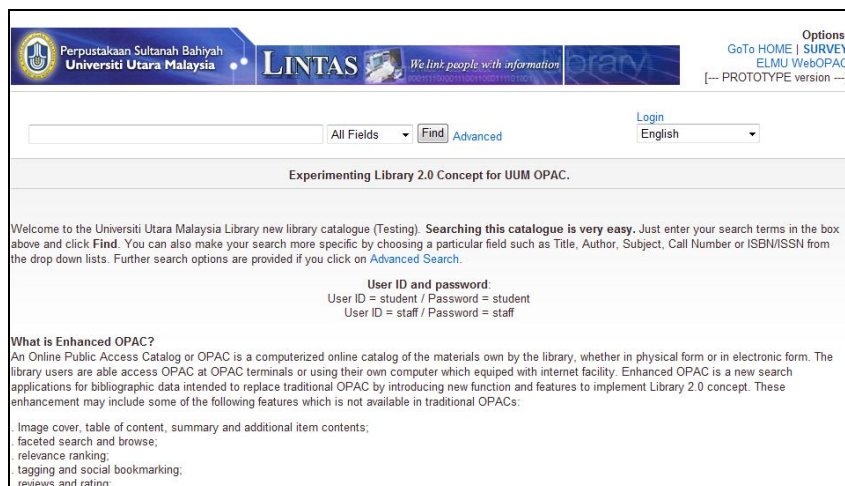 Perpustakaan Sultanah Bahiyah
Universiti Utara Malaysia
LINTAS
We link people with information
Library
Options
GoTo HOME | SURVEY
ELMU WebOPAC
[--- PROTOTYPE version ---
All Fields
Find
Advanced
Login
English
Experimenting Library 2.0 Concept for UUM OPAC.
Welcome to the Universiti Utara Malaysia Library new library catalogue (Testing). Searching this catalogue is very easy. Just enter your search terms in the box
above and click Find. You can also make your search more specific by choosing a particular field such as Title, Author, Subject, Call Number or ISBN/ISSN from
the drop down lists. Further search options are provided if you click on Advanced Search.
User ID and password:
User ID = student / Password = student
User ID = staff / Password = staff
What is Enhanced OPAC?
An Online Public Access Catalog or OPAC is a computerized online catalog of the materials own by the library, whether in physical form or in electronic form. The
library users are able access OPAC at OPAC terminals or using their own computer which equiped with internet facility. Enhanced OPAC is a new search
applications for bibliographic data intended to replace traditional OPAC by introducing new function and features to implement Library 2.0 concept. These
enhancement may include some of the following features which is not available in traditional OPACs:
. Image cover, table of content, summary and additional item contents;
. faceted search and browse;
. relevance ranking;
. tagging and social bookmarking;
. reviews and rating;